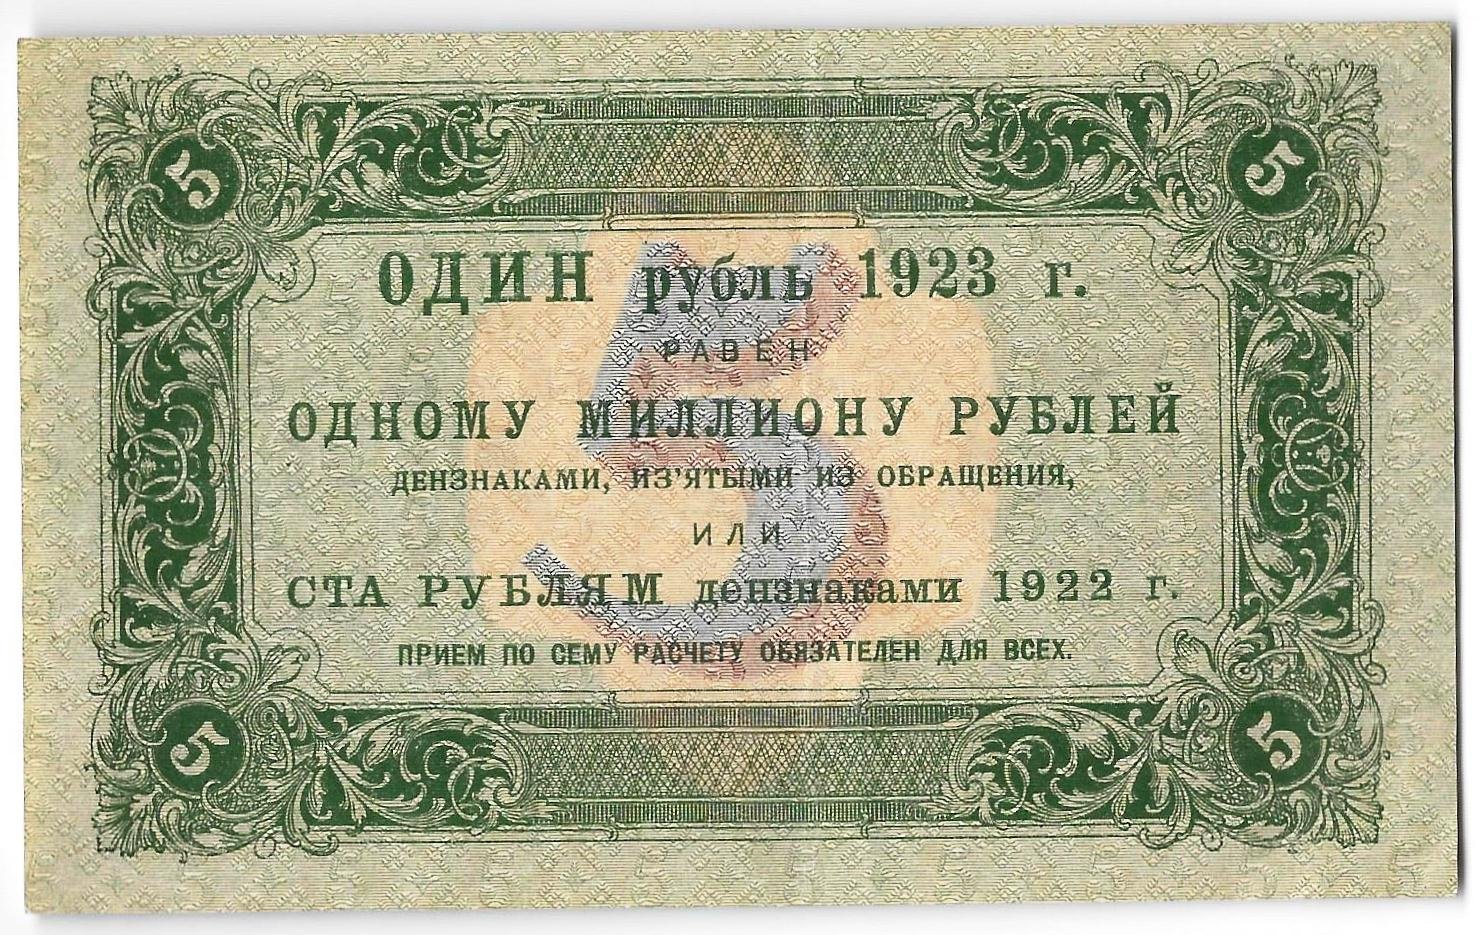 5 5
ОДИН рубль 1923 г.
РАВЕН
ОДНОМУ МИЛЛИОНУ РУБЛЕЙ
ДЕНЗНАКАМИ, ИЗ'ЯТЫМИ ИЗ ОБРАЩЕНИЯ,
ИЛИ
СТА РУБЛЯМ дензнаками 1922 г.
ПРИЕМ ПО СЕМУ РАСЧЕТУ ОБЯЗАТЕЛЕН ДЛЯ ВСЕХ.
5
5 5